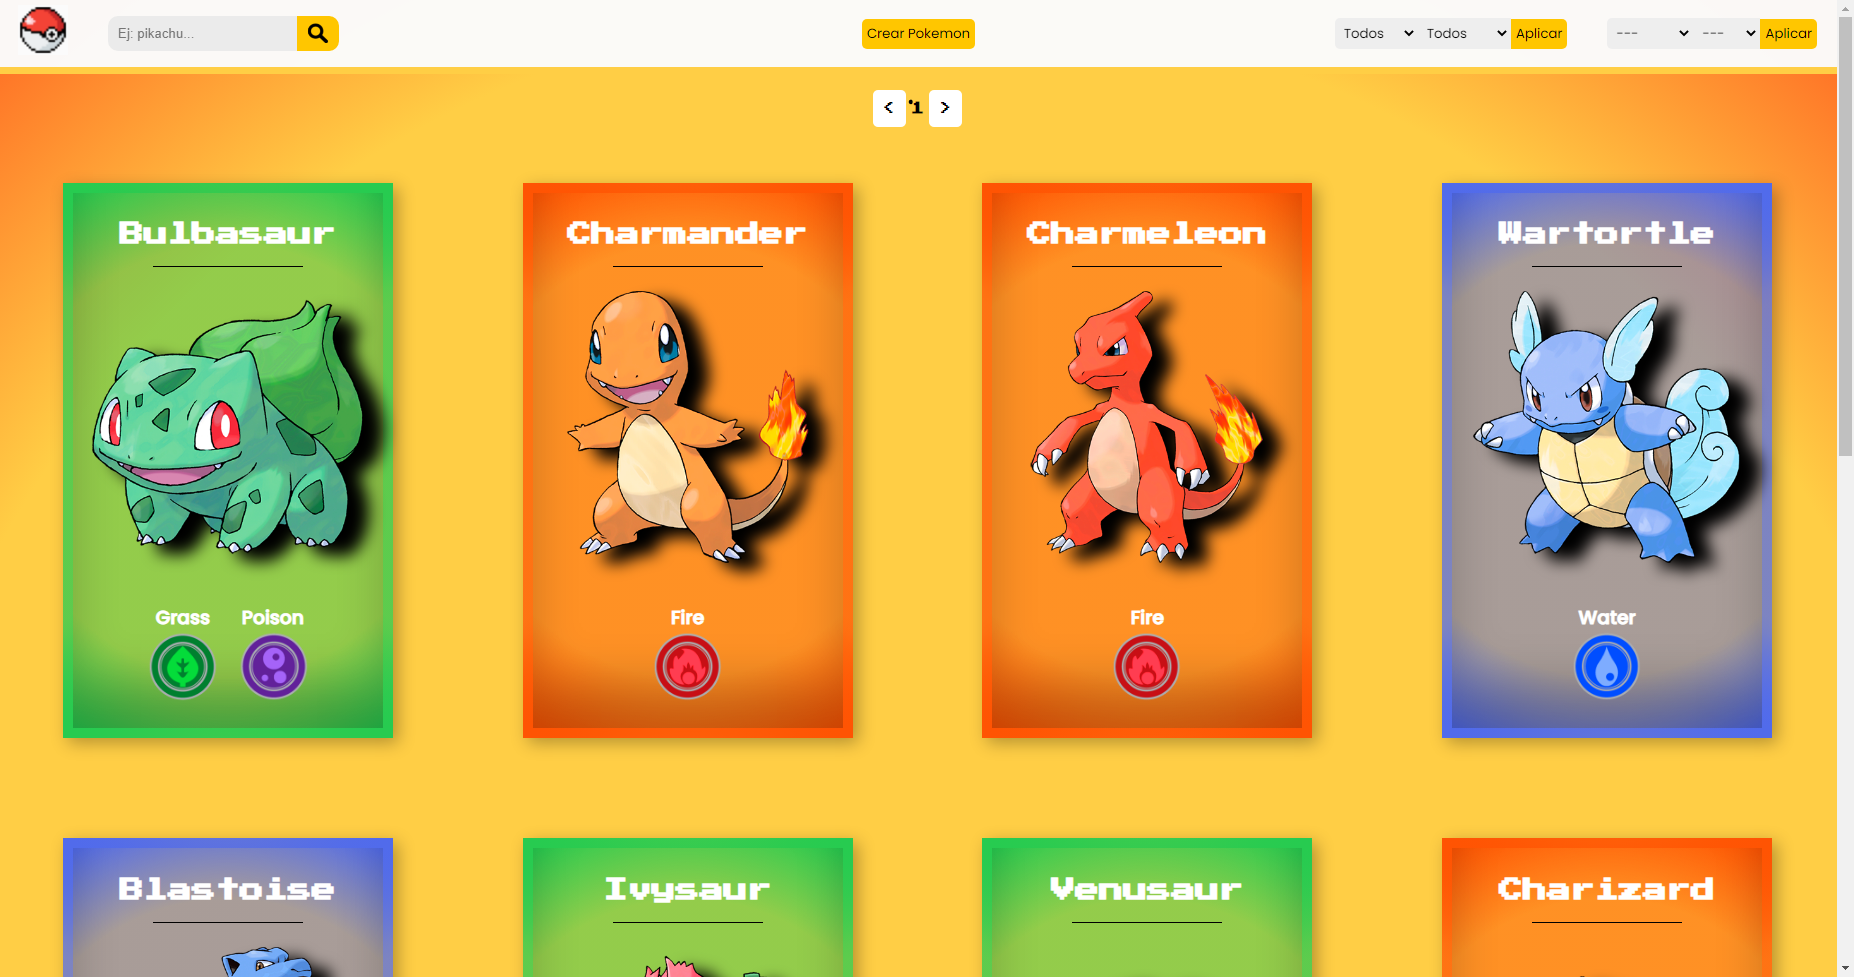 Ej: pikachu...
Crear Pokemon
Todos Todos Aplicar
--- --- Aplicar
< 1 >
Bulbasaur
Charmander
Charmeleon
Wartortle
Grass Poison
Fire
Fire
Water
Blastoise
Ivysaur
Venusaur
Charizard